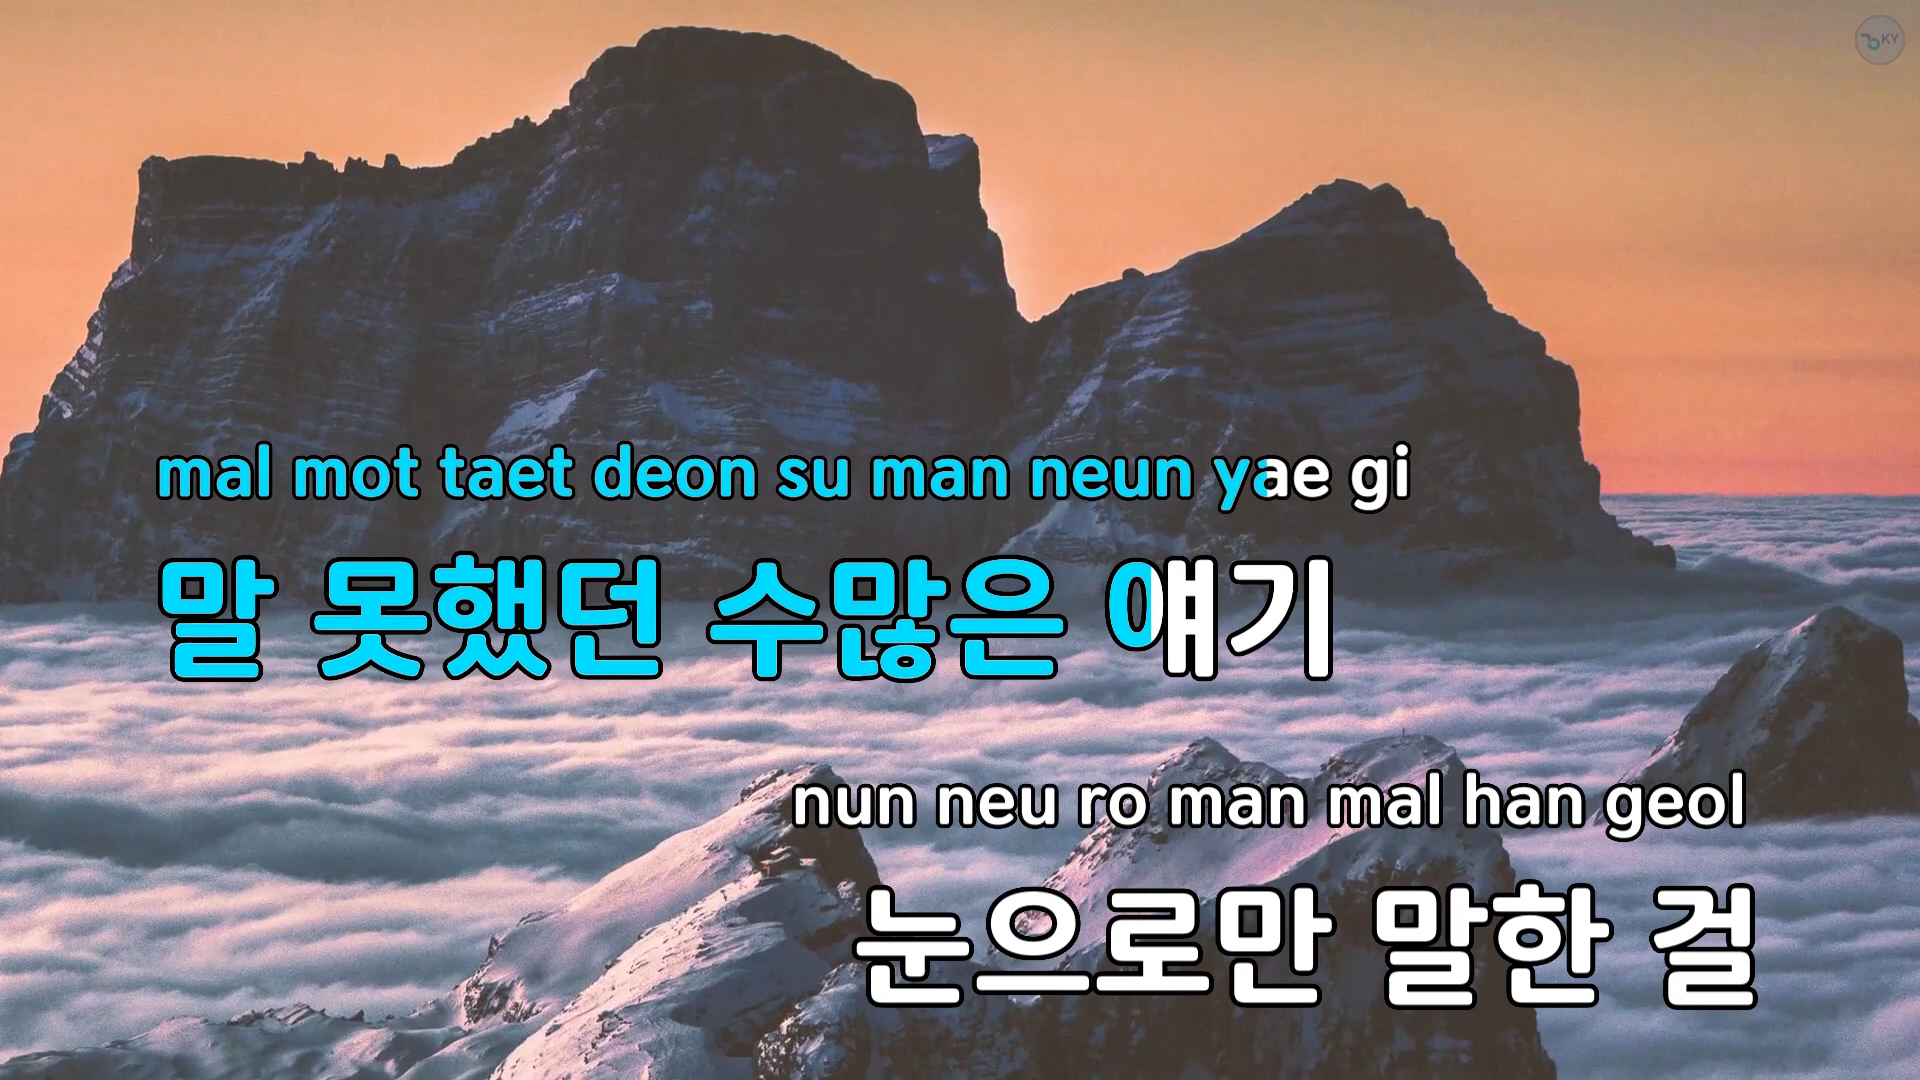 KY
mal mot taet deon su man neun yae gi
말 못했던 수많은 얘기
nun neu ro man mal han geol
눈으로만 말한 걸